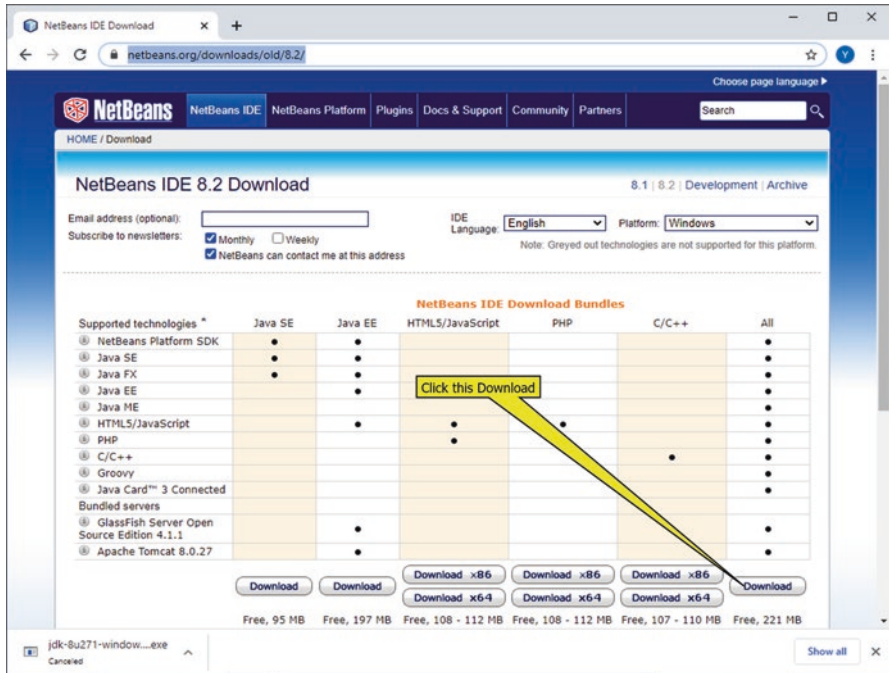 NetBeans IDE Download
netbeans.org/downloads/old/8.2/
Y
Choose page language
NetBeans
NetBeans IDE NetBeans Platform Plugins Docs & Support Community Partners Search
HOME / Download
NetBeans IDE 8.2 Download
8.1 | 8.2 | Development | Archive
Email address (optional):
IDE Language: English Platform: Windows
Subscribe to newsletters: Monthly Weekly
Note: Greyed out technologies are not supported for this platform.
NetBeans can contact me at this address
NetBeans IDE Download Bundles
Supported technologies * Java SE Java EE HTML5/JavaScript PHP C/C++ All
NetBeans Platform SDK • • •
Java SE • • •
Java FX • • •
Java EE • •
Click this Download
Java ME •
HTML5/JavaScript • • • •
PHP • •
C/C++ • •
Groovy •
Java Card™ 3 Connected •
Bundled servers
GlassFish Server Open
Source Edition 4.1.1 • •
Apache Tomcat 8.0.27 • •
Download Download Download x86 Download x86 Download x86 Download
Download x64 Download x64 Download x64
Free, 95 MB Free, 197 MB Free, 108 - 112 MB Free, 108 - 112 MB Free, 107 - 110 MB Free, 221 MB
jdk-8u271-window....exe
Canceled
Show all